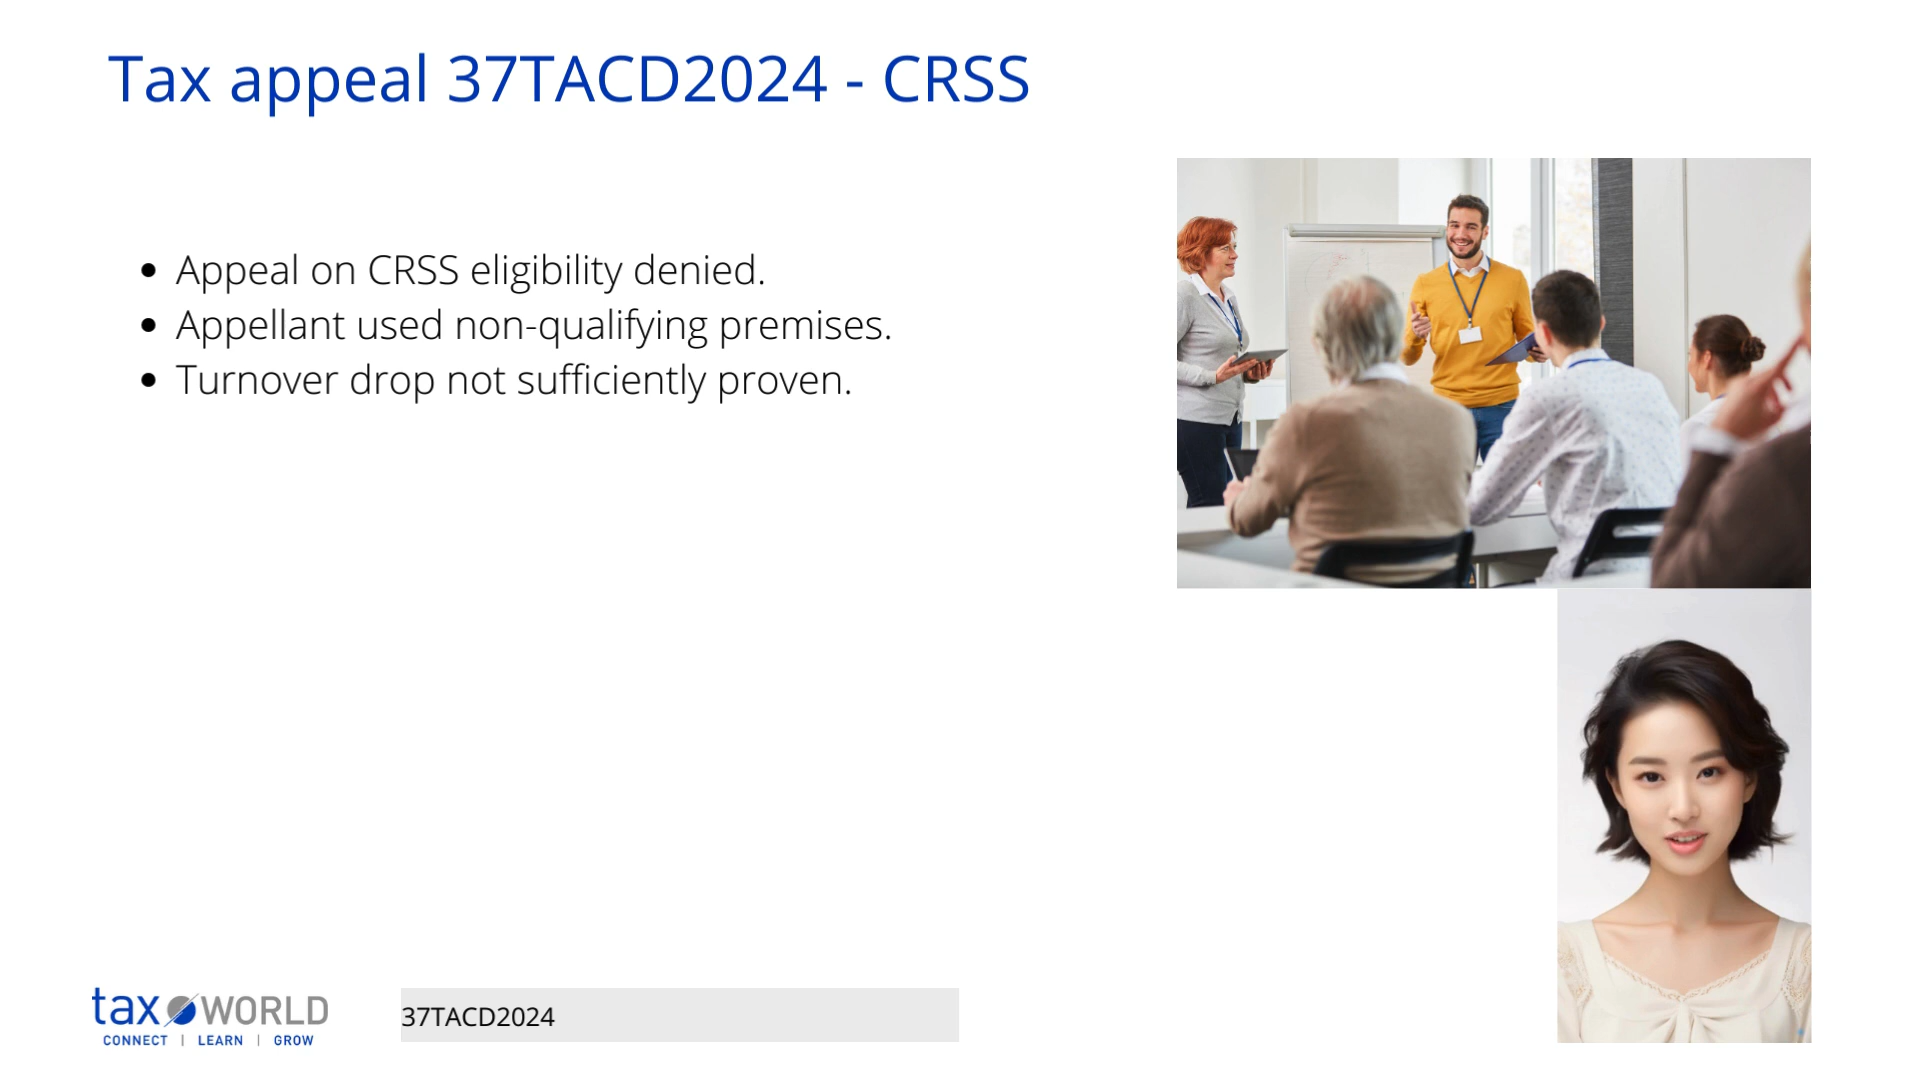 Tax appeal 37TACD2024 - CRSS
• Appeal on CRSS eligibility denied.
• Appellant used non-qualifying premises.
• Turnover drop not sufficiently proven.
tax WORLD
CONNECT | LEARN | GROW
37TACD2024